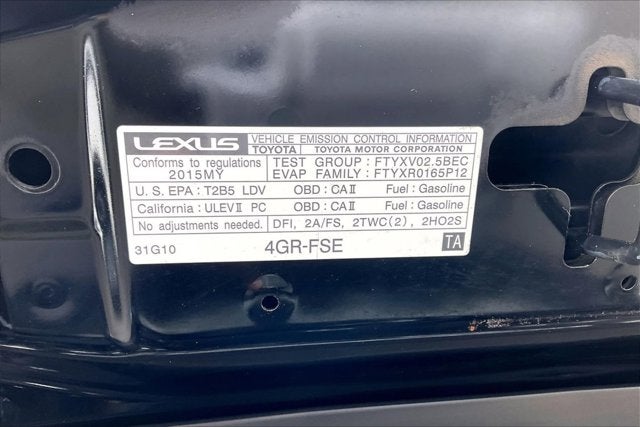 LEXUS VEHICLE EMISSION CONTROL INFORMATION
TOYOTA TOYOTA MOTOR CORPORATION
Conforms to regulations TEST GROUP : FTYXV02.5BEC
2015MY EVAP FAMILY : FTYXR0165P12
U. S. EPA : T2B5 LDV OBD : CAⅡ Fuel : Gasoline
California : ULEVⅡ PC OBD : CAⅡ Fuel : Gasoline
No adjustments needed. DFI, 2A/FS, 2TWC(2), 2HO2S
31G10 4GR-FSE TA